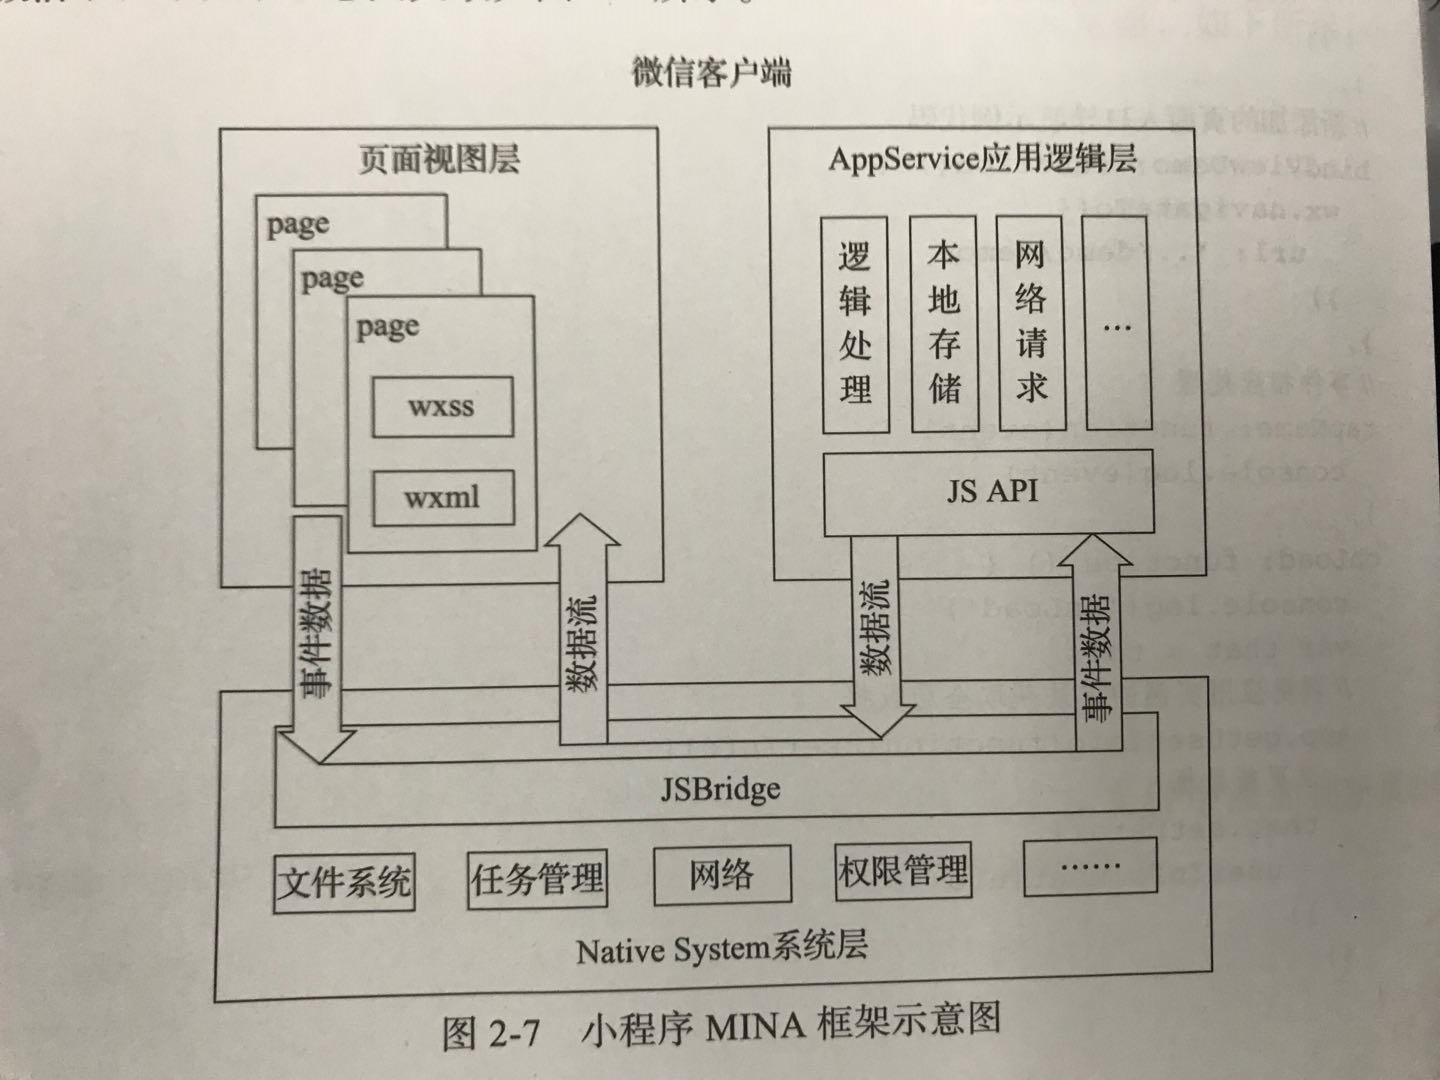 微信客户端
页面视图层
page
page
page
wxss
wxml
AppService应用逻辑层
逻辑处理
本地存储
网络请求
...
JS API
事件数据
数据流
数据流
事件数据
JSBridge
文件系统
任务管理
网络
权限管理
……
Native System系统层
图 2-7 小程序 MINA 框架示意图